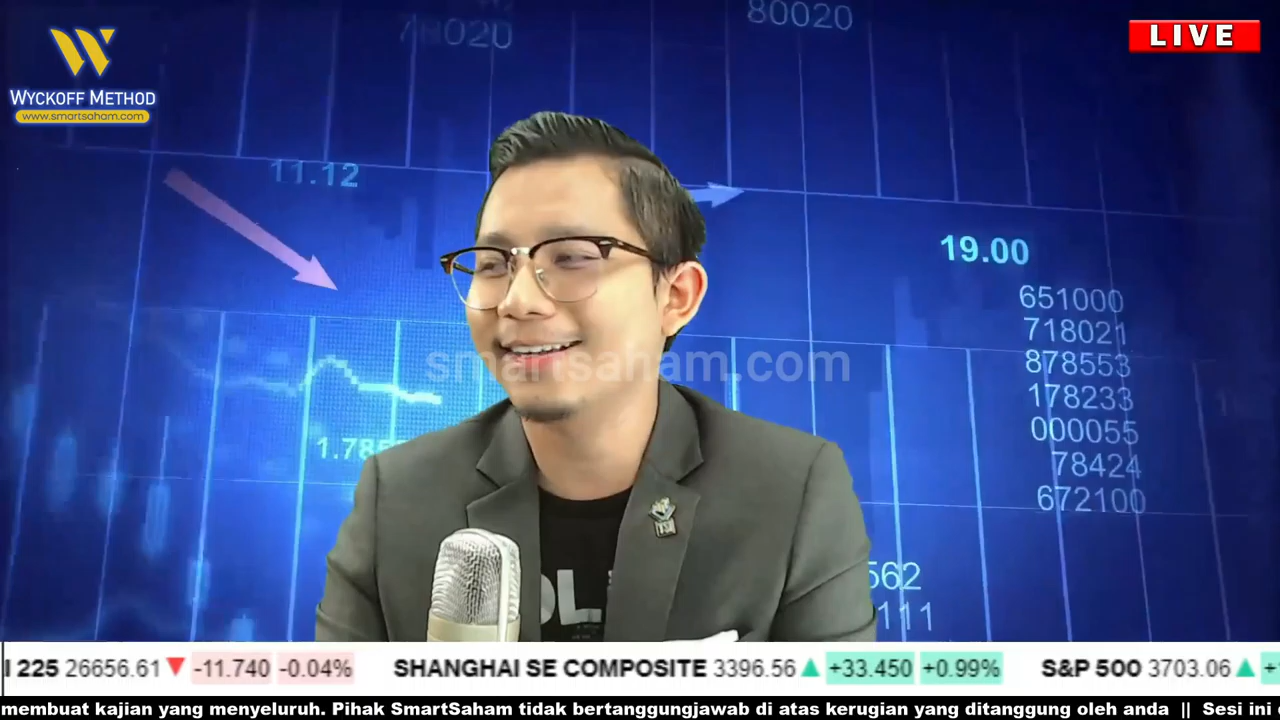 WYCKOFF METHOD
www.smartsaham.com
LIVE
80020
11.12
19.00
651000
718021
878553
178233
000055
78424
672100
smartsaham.com
562
111
I 225 26656.61 -11.740 -0.04% SHANGHAI SE COMPOSITE 3396.56 +33.450 +0.99% S&P 500 3703.06
membuat kajian yang menyeluruh. Pihak SmartSaham tidak bertanggungjawab di atas kerugian yang ditanggung oleh anda || Sesi ini